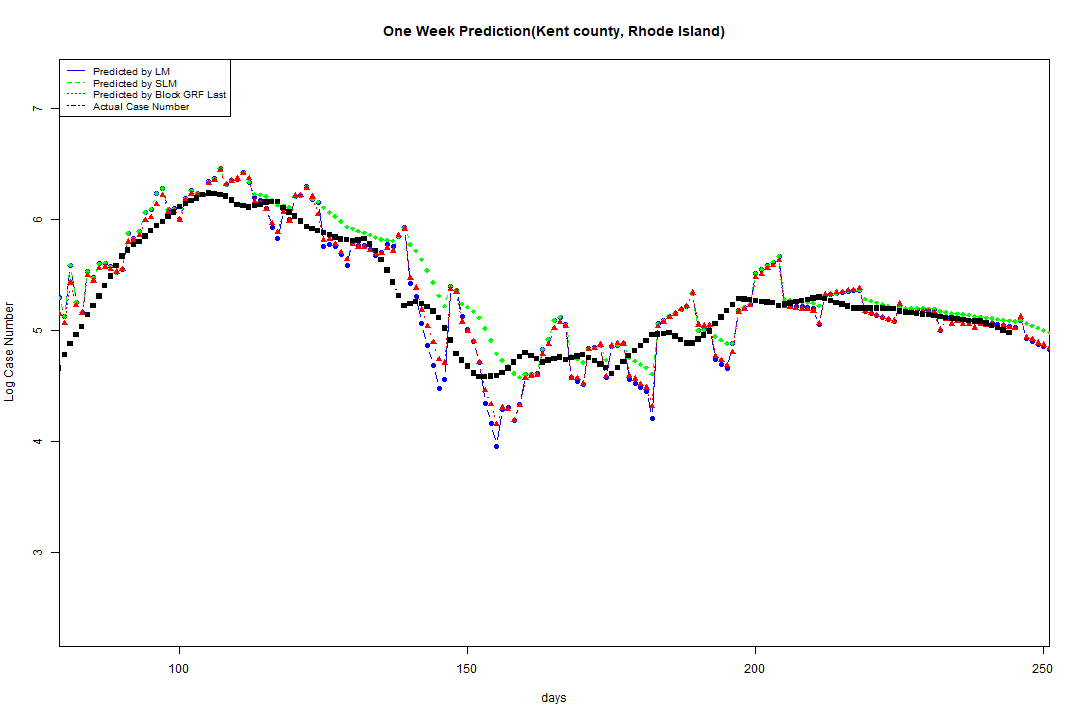 One Week Prediction(Kent county, Rhode Island)
Predicted by LM
Predicted by SLM
Predicted by Block GRF Last
Actual Case Number
7
6
5
4
3
Log Case Number
100 150 200 250
days